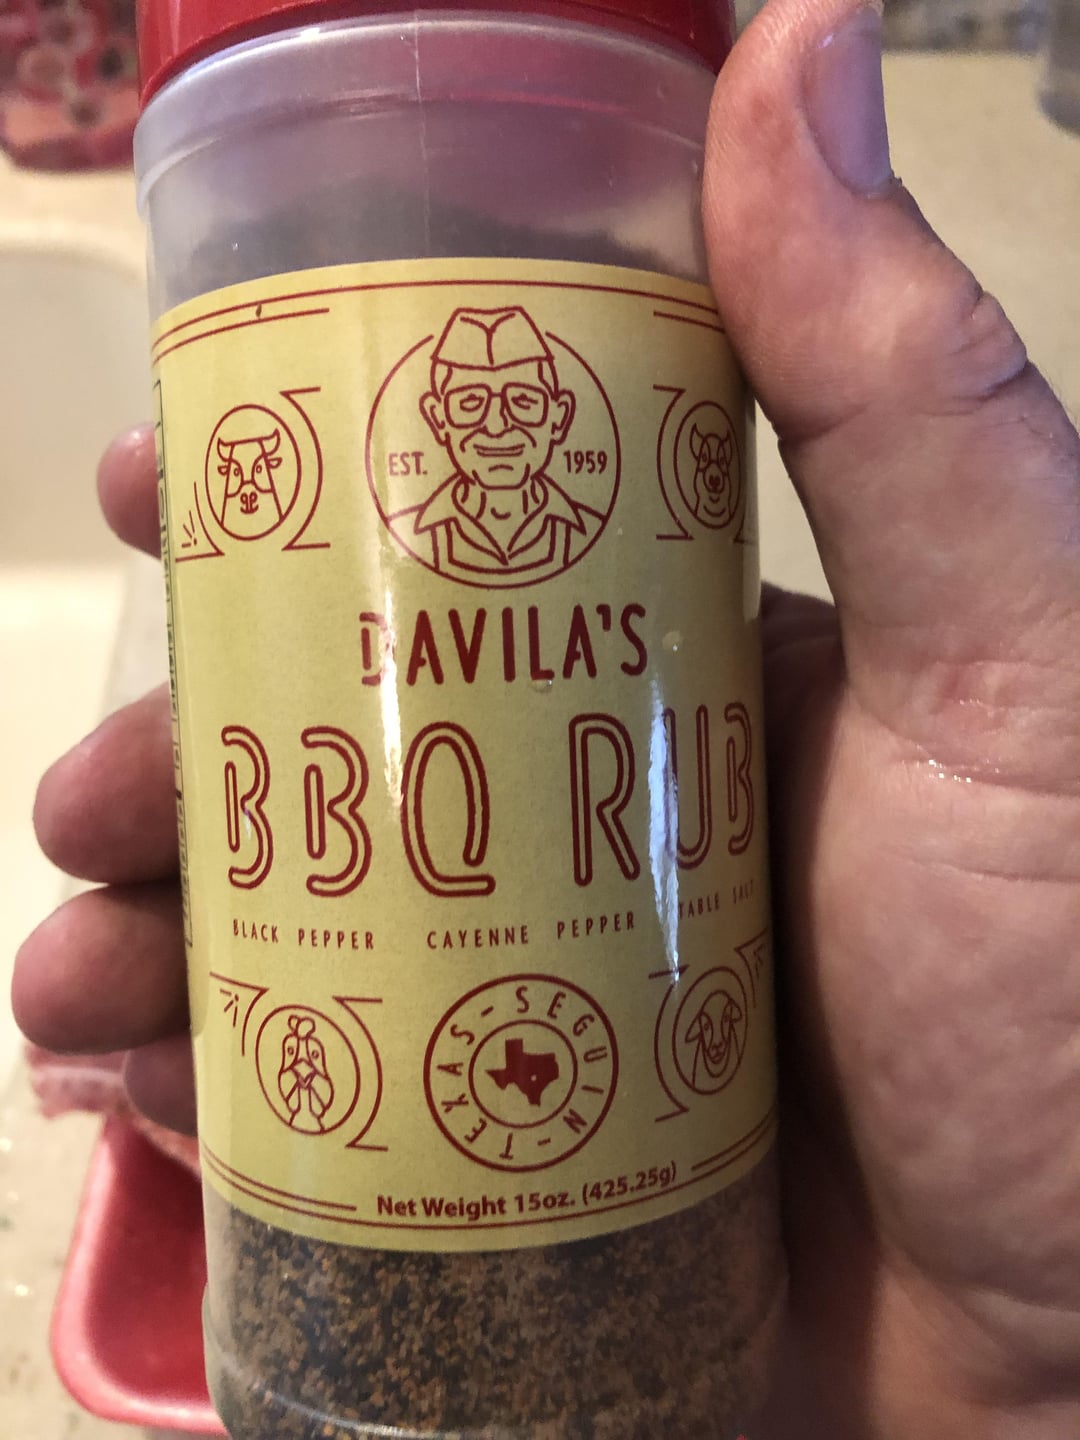 EST. 1959
DAVILA'S
BBQ RUB
BLACK PEPPER CAYENNE PEPPER TABLE SALT
TEXAS-SEGUIN-
Net Weight 15oz. (425.25g)